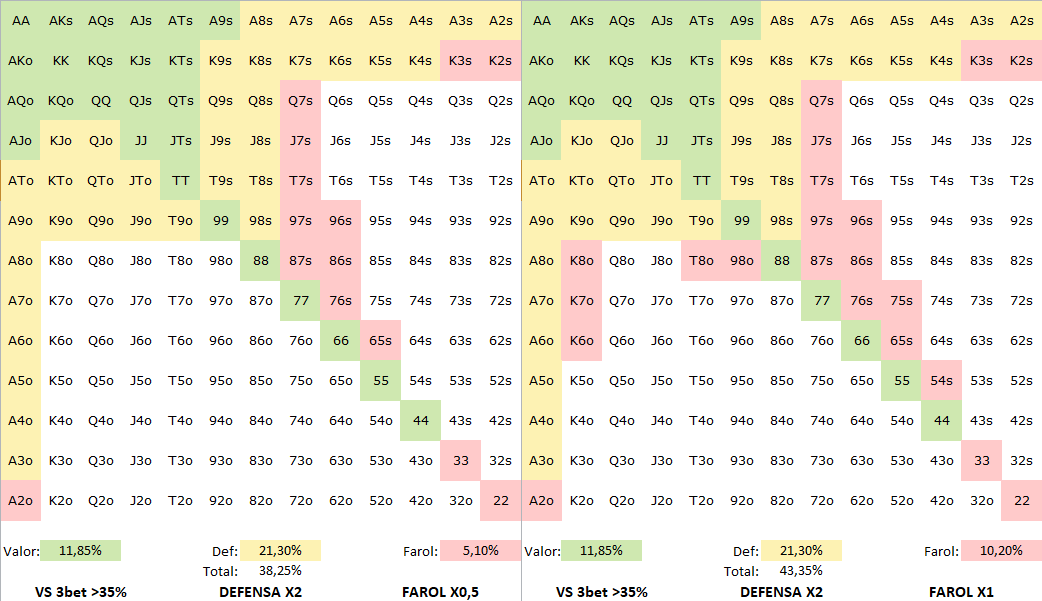 AA AKs AQs AJs ATs A9s A8s A7s A6s A5s A4s A3s A2s AA AKs AQs AJs ATs A9s A8s A7s A6s A5s A4s A3s A2s
AKo KK KQs KJs KTs K9s K8s K7s K6s K5s K4s K3s K2s AKo KK KQs KJs KTs K9s K8s K7s K6s K5s K4s K3s K2s
AQo KQo QQ QJs QTs Q9s Q8s Q7s Q6s Q5s Q4s Q3s Q2s AQo KQo QQ QJs QTs Q9s Q8s Q7s Q6s Q5s Q4s Q3s Q2s
AJo KJo QJo JJ JTs J9s J8s J7s J6s J5s J4s J3s J2s AJo KJo QJo JJ JTs J9s J8s J7s J6s J5s J4s J3s J2s
ATo KTo QTo JTo TT T9s T8s T7s T6s T5s T4s T3s T2s ATo KTo QTo JTo TT T9s T8s T7s T6s T5s T4s T3s T2s
A9o K9o Q9o J9o T9o 99 98s 97s 96s 95s 94s 93s 92s A9o K9o Q9o J9o T9o 99 98s 97s 96s 95s 94s 93s 92s
A8o K8o Q8o J8o T8o 98o 88 87s 86s 85s 84s 83s 82s A8o K8o Q8o J8o T8o 98o 88 87s 86s 85s 84s 83s 82s
A7o K7o Q7o J7o T7o 97o 87o 77 76s 75s 74s 73s 72s A7o K7o Q7o J7o T7o 97o 87o 77 76s 75s 74s 73s 72s
A6o K6o Q6o J6o T6o 96o 86o 76o 66 65s 64s 63s 62s A6o K6o Q6o J6o T6o 96o 86o 76o 66 65s 64s 63s 62s
A5o K5o Q5o J5o T5o 95o 85o 75o 65o 55 54s 53s 52s A5o K5o Q5o J5o T5o 95o 85o 75o 65o 55 54s 53s 52s
A4o K4o Q4o J4o T4o 94o 84o 74o 64o 54o 44 43s 42s A4o K4o Q4o J4o T4o 94o 84o 74o 64o 54o 44 43s 42s
A3o K3o Q3o J3o T3o 93o 83o 73o 63o 53o 43o 33 32s A3o K3o Q3o J3o T3o 93o 83o 73o 63o 53o 43o 33 32s
A2o K2o Q2o J2o T2o 92o 82o 72o 62o 52o 42o 32o 22 A2o K2o Q2o J2o T2o 92o 82o 72o 62o 52o 42o 32o 22
Valor: 11,85% Def: 21,30% Farol: 5,10% Valor: 11,85% Def: 21,30% Farol: 10,20%
Total: 38,25% Total: 43,35%
VS 3bet >35% DEFENSA X2 FAROL X0,5 VS 3bet >35% DEFENSA X2 FAROL X1